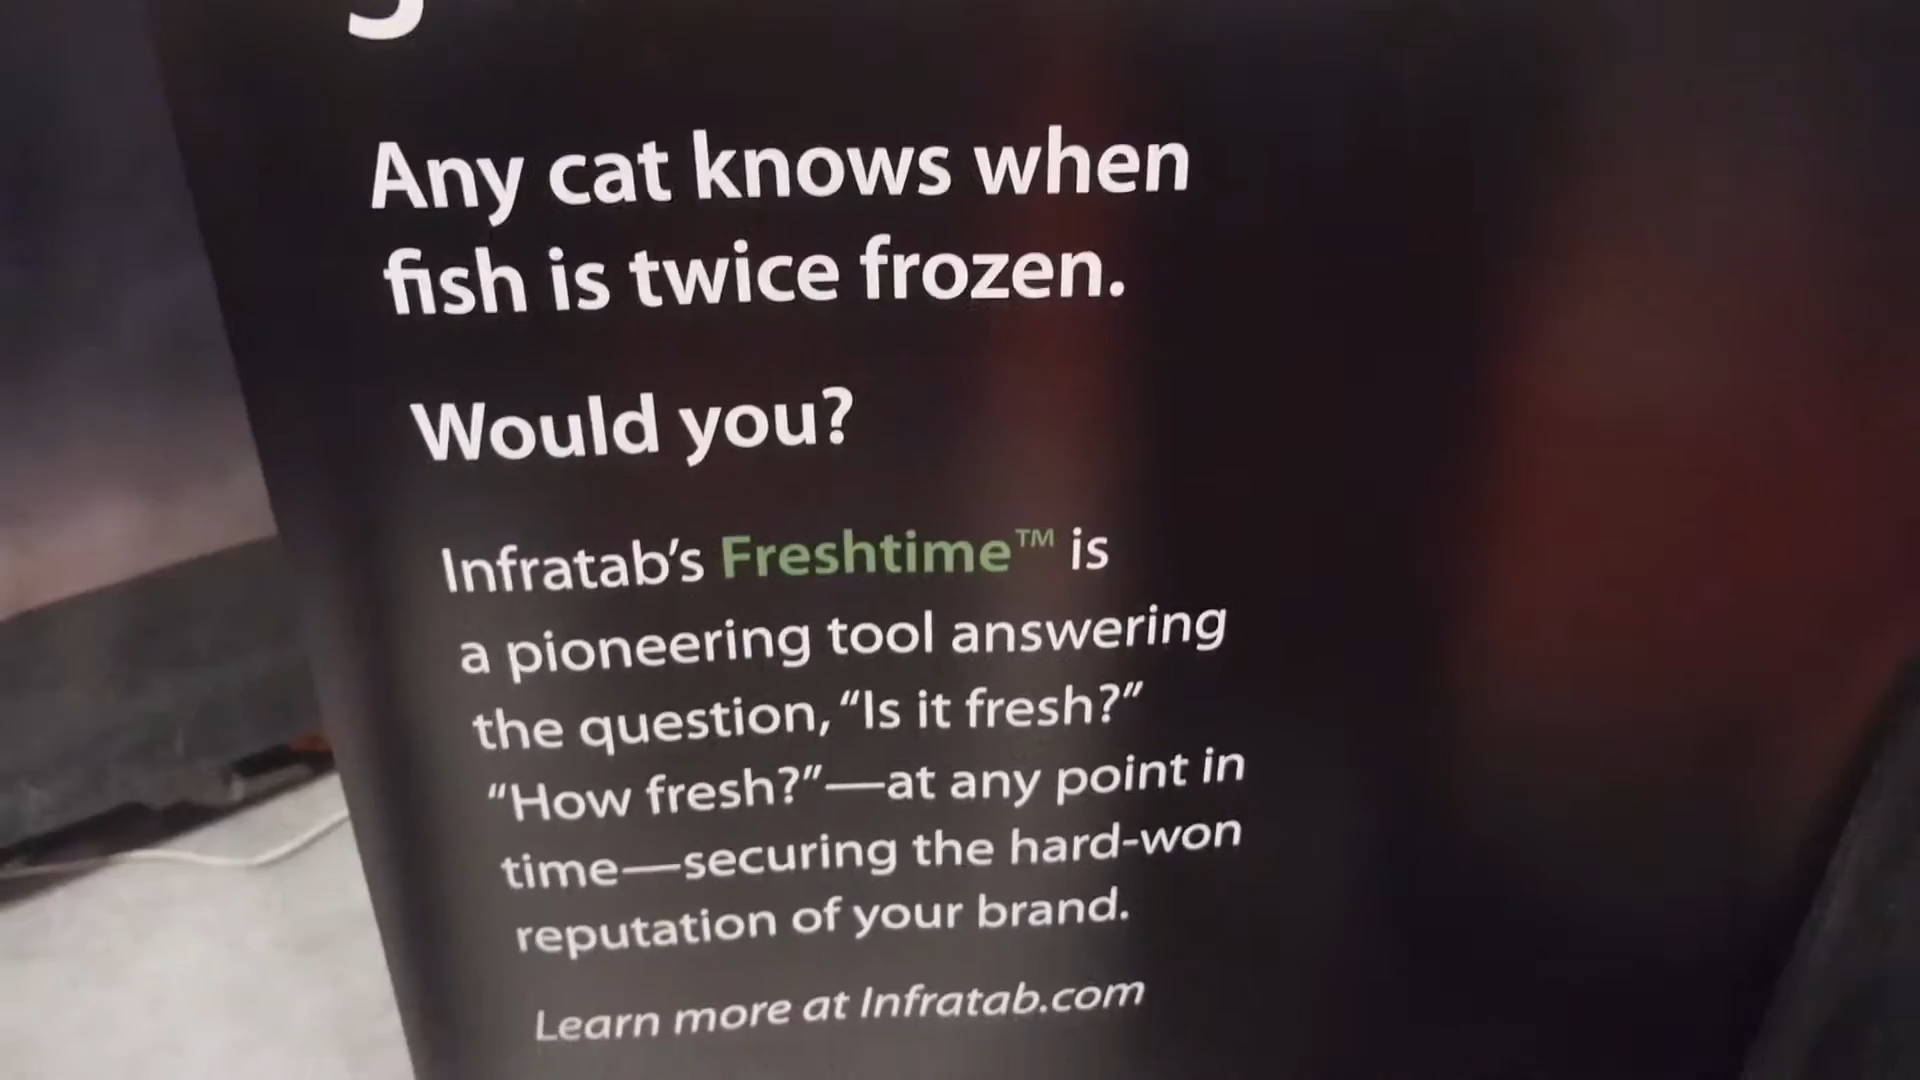 Any cat knows when
fish is twice frozen.
Would you?
Infratab's Freshtime™ is
a pioneering tool answering
the question, “Is it fresh?”
“How fresh?”—at any point in
time—securing the hard-won
reputation of your brand.
Learn more at Infratab.com